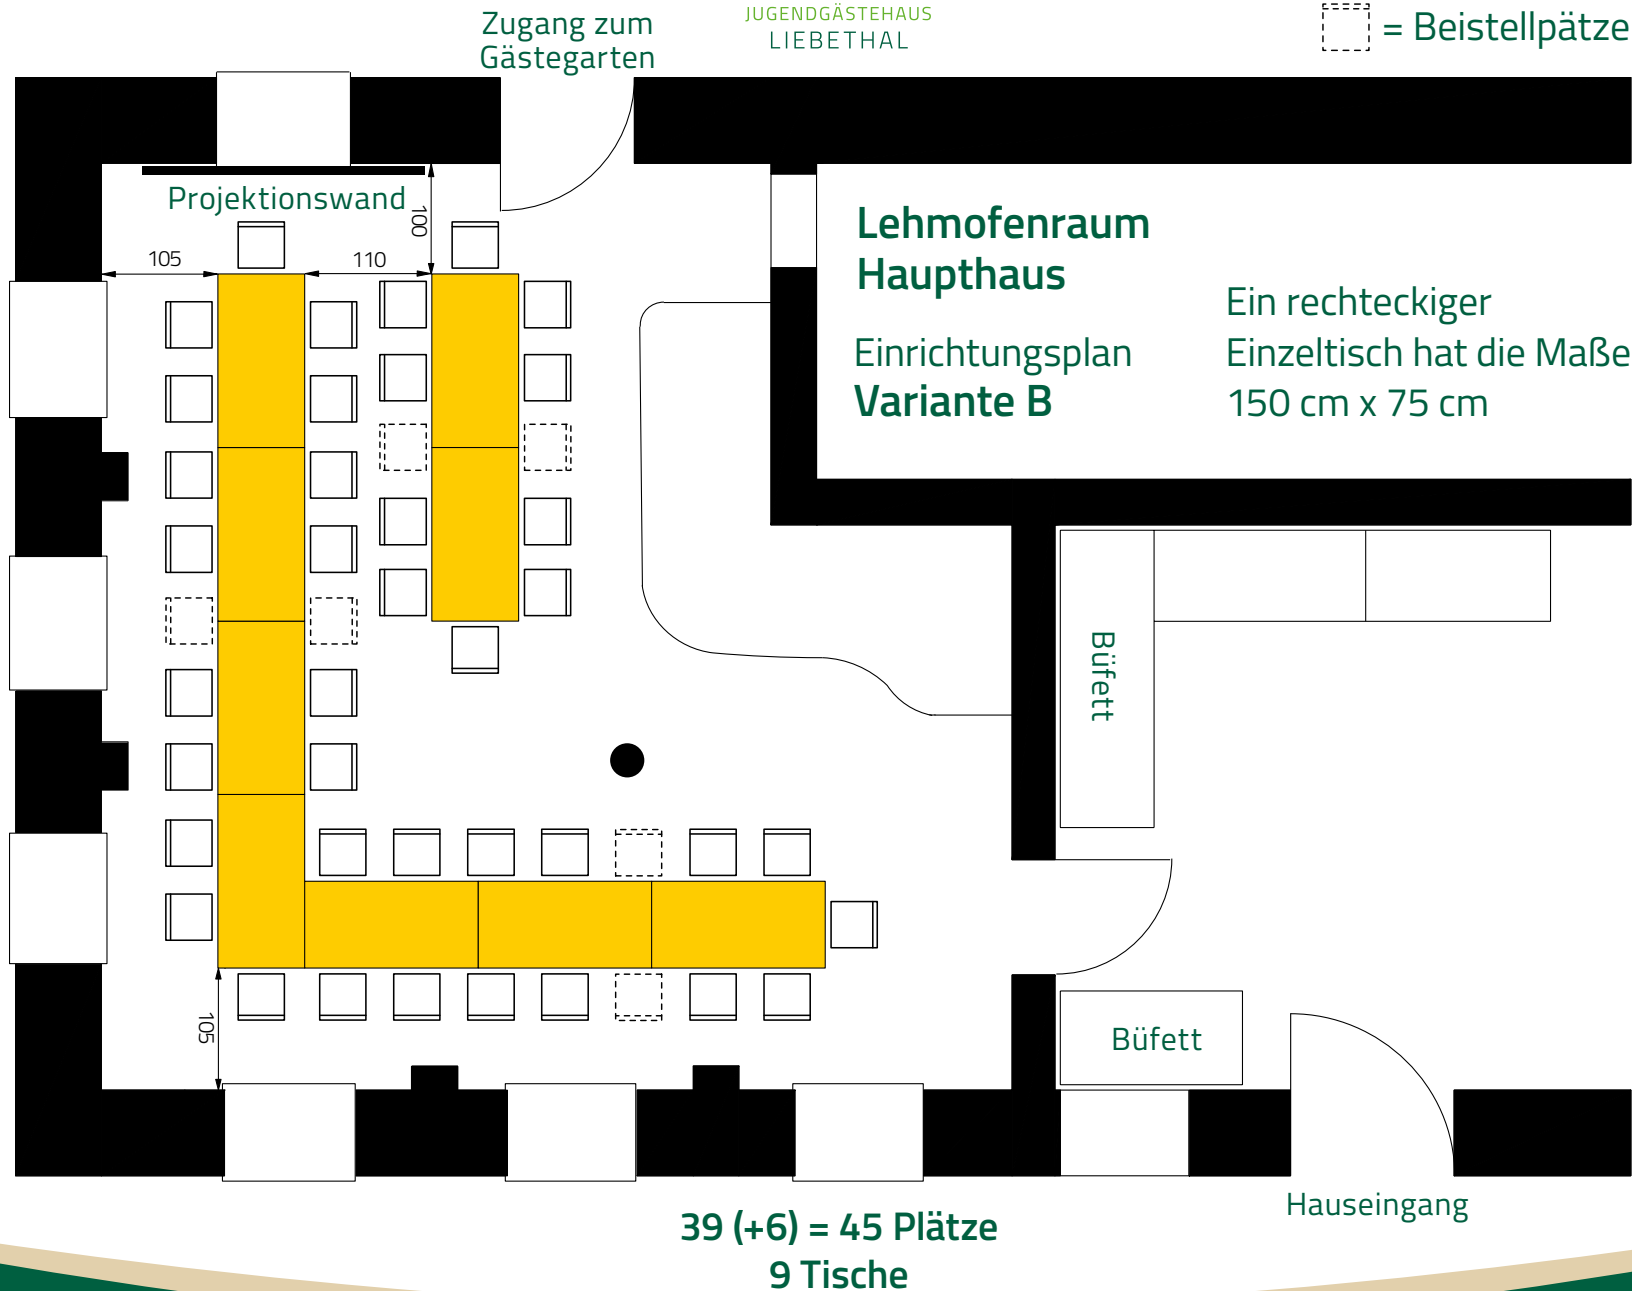 Zugang zum
Gästegarten
JUGENDGÄSTEHAUS
LIEBETHAL
= Beistellpätze
Projektionswand
100
105
110
Lehmofenraum
Haupthaus
Einrichtungsplan
Variante B
Ein rechteckiger
Einzeltisch hat die Maße
150 cm x 75 cm
Büfett
105
Büfett
Hauseingang
39 (+6) = 45 Plätze
9 Tische